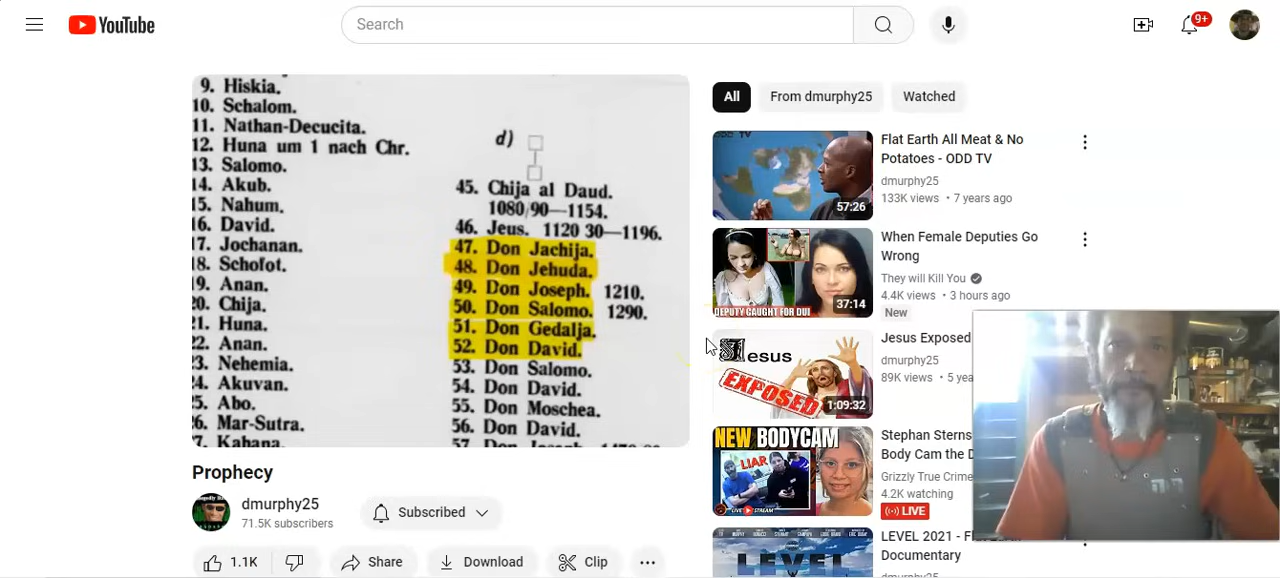 YouTube
Search
9+
9. Hiskia.
10. Schalom.
11. Nathan-Decucita.
12. Huna um 1 nach Chr.
13. Salomo.
14. Akub.
15. Nahum.
16. David.
17. Jochanan.
18. Schofot.
19. Anan.
20. Chija.
21. Huna.
22. Anan.
23. Nehemia.
24. Akuvan.
25. Abo.
26. Mar-Sutra.
27. Kahana.
d)
45. Chija al Daud.
1080/90—1154.
46. Jeus. 1120 30—1196.
47. Don Jachija.
48. Don Jehuda.
49. Don Joseph. 1210.
50. Don Salomo. 1290.
51. Don Gedalja.
52. Don David.
53. Don Salomo.
54. Don David.
55. Don Moschea.
56. Don David.
Prophecy
dmurphy25
71.5K subscribers
Subscribed
1.1K
Share
Download
Clip
All
From dmurphy25
Watched
57:26
Flat Earth All Meat & No
Potatoes - ODD TV
dmurphy25
133K views • 7 years ago
DEPUTY CAUGHT FOR DUI
37:14
When Female Deputies Go
Wrong
They will Kill You
4.4K views • 3 hours ago
New
Jesus
EXPOSED
1:09:32
Jesus Exposed
dmurphy25
89K views • 5 yea
NEW BODYCAM
LIAR
LIVE STREAM
Stephan Sterns
Body Cam the D
Grizzly True Crime
4.2K watching
LIVE
LEVEL
LEVEL 2021 - Flat Earth
Documentary
dmurphy25